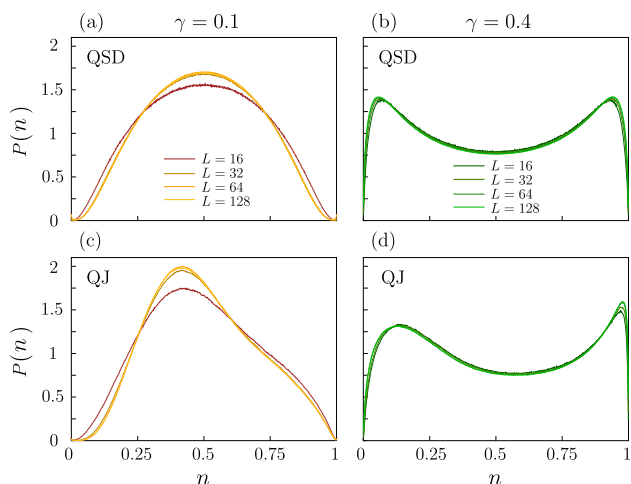 (a) γ = 0.1
(b) γ = 0.4
2
QSD
1.5
P(n)
1
0.5
0
L = 16
L = 32
L = 64
L = 128
QSD
L = 16
L = 32
L = 64
L = 128
(c)
(d)
2
QJ
1.5
P(n)
1
0.5
0
QJ
0 0.25 0.5 0.75 1
n
0.25 0.5 0.75 1
n